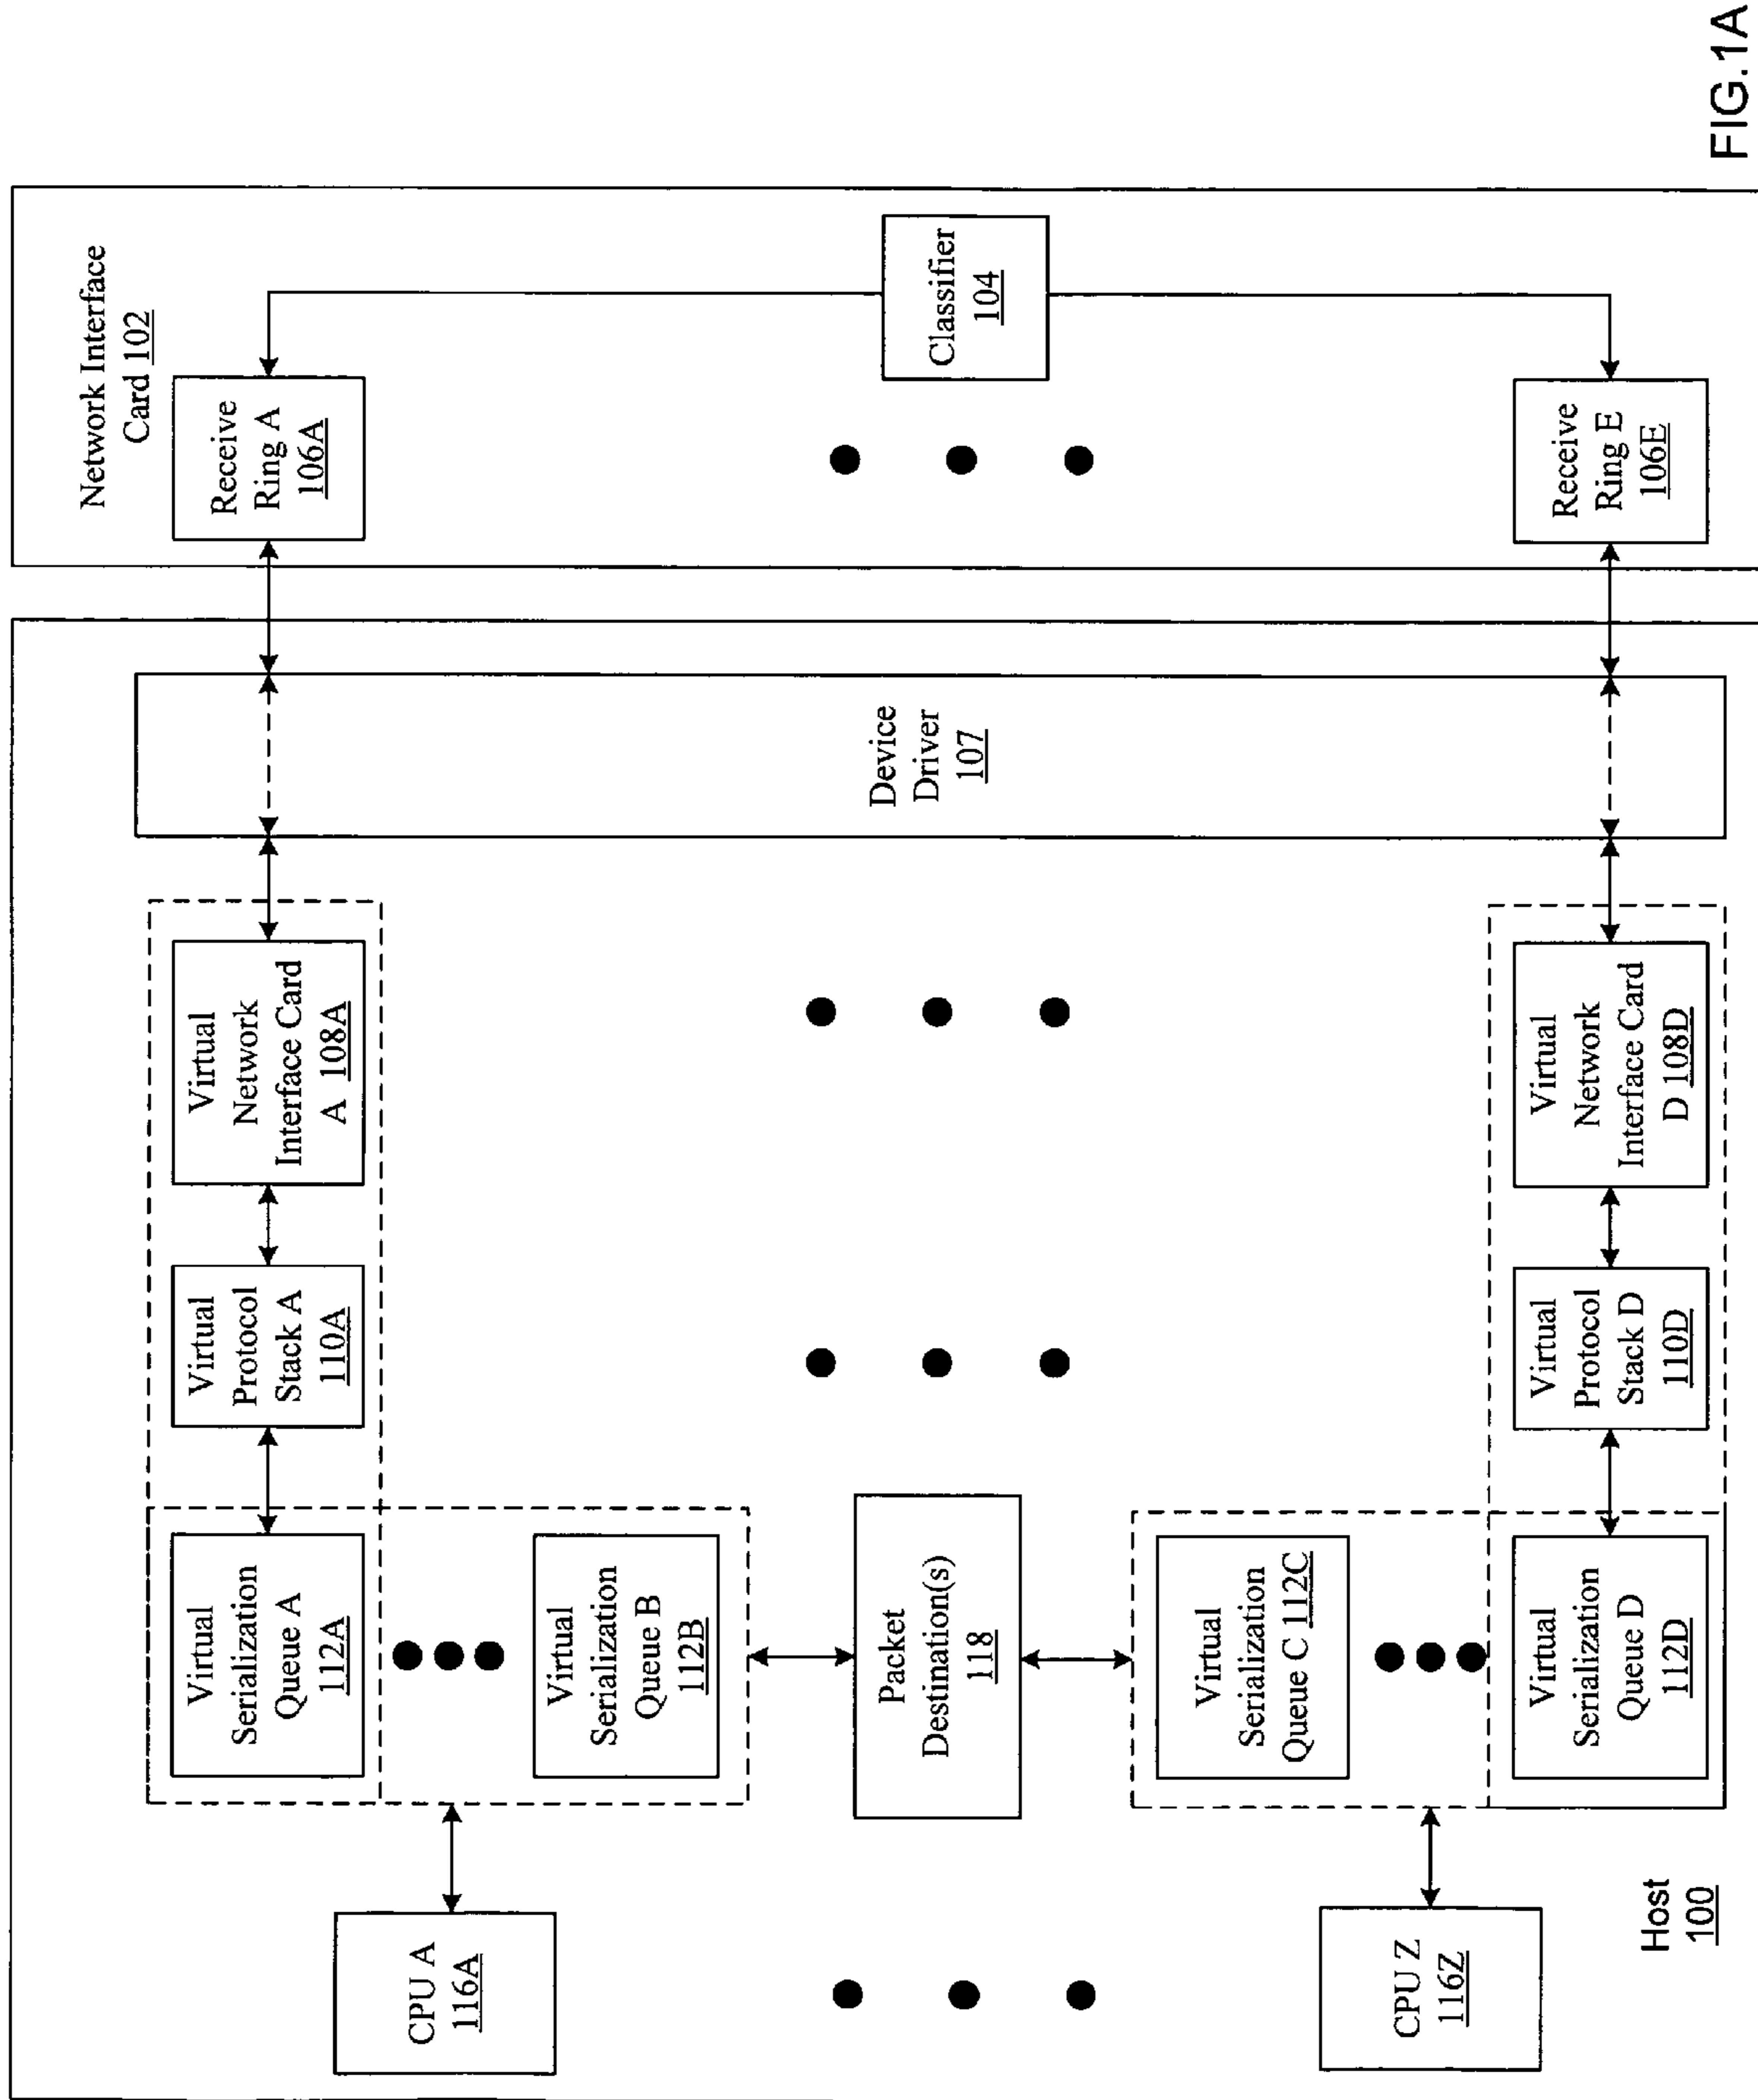 Network Interface
Card 102
Receive
Ring A
106A
Classifier
104
Receive
Ring E
106E
Device
Driver
107
Virtual
Network
Interface Card
A 108A
Virtual
Network
Interface Card
D 108D
Virtual
Protocol
Stack A
110A
Virtual
Protocol
Stack D
110D
Virtual
Serialization
Queue A
112A
Virtual
Serialization
Queue B
112B
Packet
Destination(s)
118
Virtual
Serialization
Queue C 112C
Virtual
Serialization
Queue D
112D
CPU A
116A
CPU Z
116Z
Host
100
FIG.1A